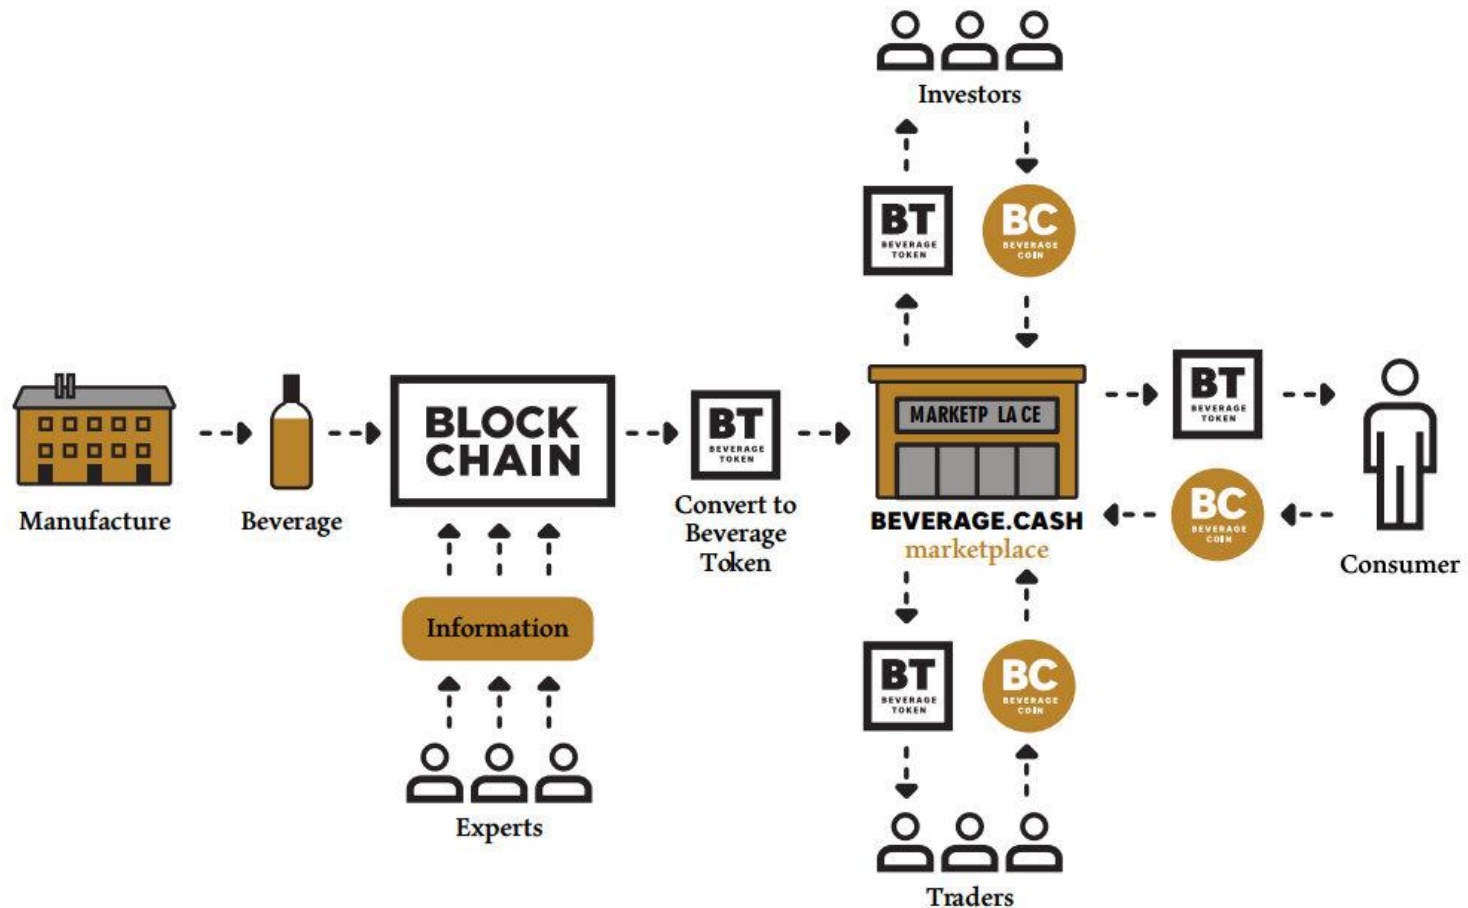 Investors
BT
BEVERAGE
TOKEN
BC
BEVERAGE
COIN
Manufacture
Beverage
BLOCK
CHAIN
BT
BEVERAGE
TOKEN
Convert to
Beverage
Token
MARKETP LA CE
BEVERAGE.CASH
marketplace
BT
BEVERAGE
TOKEN
BC
BEVERAGE
COIN
Consumer
Information
Experts
BT
BEVERAGE
TOKEN
BC
BEVERAGE
COIN
Traders